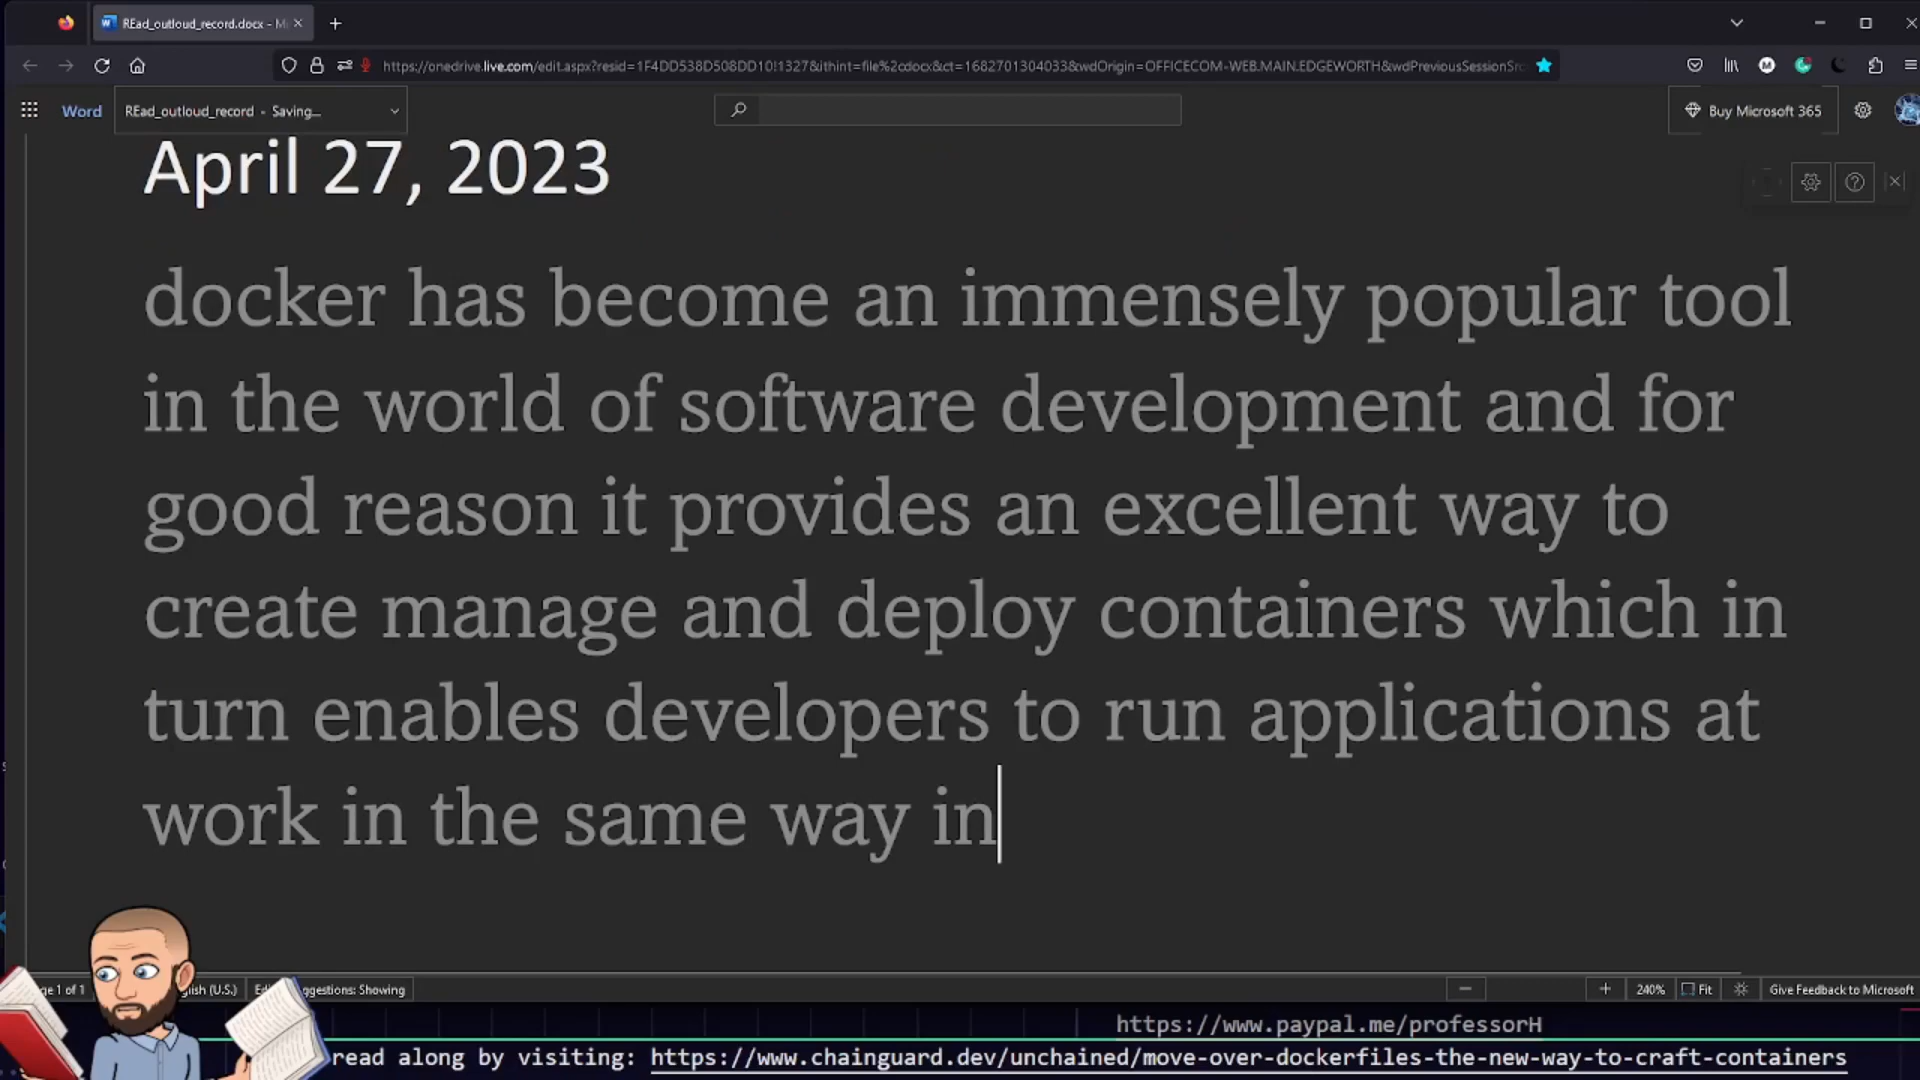 REad_outloud_record.docx - M
https://onedrive.live.com/edit.aspx?resid=1F4DD538D508DD10!1327&ithint=file%2cdocx&ct=1682701304033&wdOrigin=OFFICECOM-WEB.MAIN.EDGEWORTH&wdPreviousSessionSrc
Word
REad_outloud_record - Saving...
Buy Microsoft 365
April 27, 2023
docker has become an immensely popular tool
in the world of software development and for
good reason it provides an excellent way to
create manage and deploy containers which in
turn enables developers to run applications at
work in the same way in
ge 1 of 1
glish (U.S.)
Edi
ggestions: Showing
240%
Fit
Give Feedback to Microsoft
https://www.paypal.me/professorH
read along by visiting: https://www.chainguard.dev/unchained/move-over-dockerfiles-the-new-way-to-craft-containers